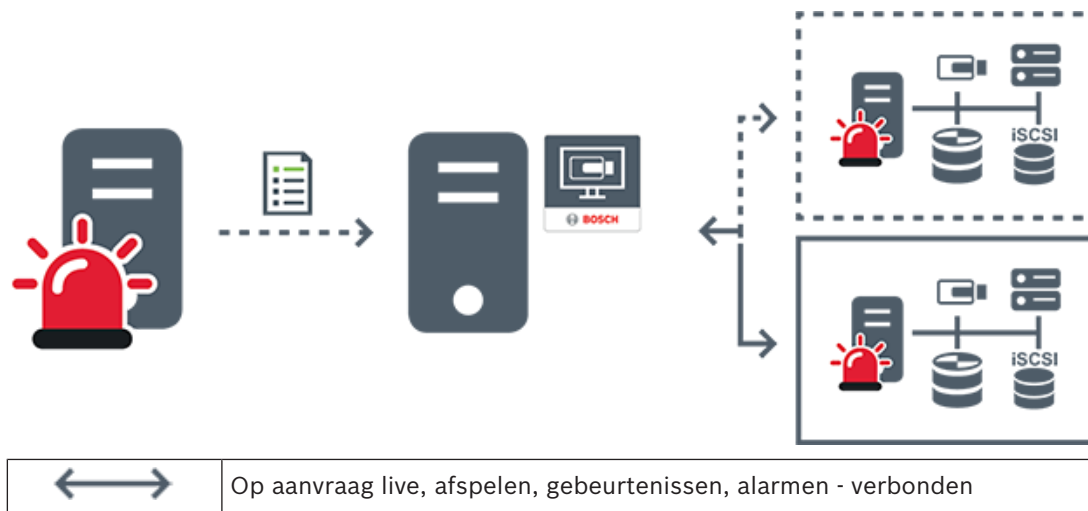 iSCSI
BOSCH
iSCSI
Op aanvraag live, afspelen, gebeurtenissen, alarmen - verbonden